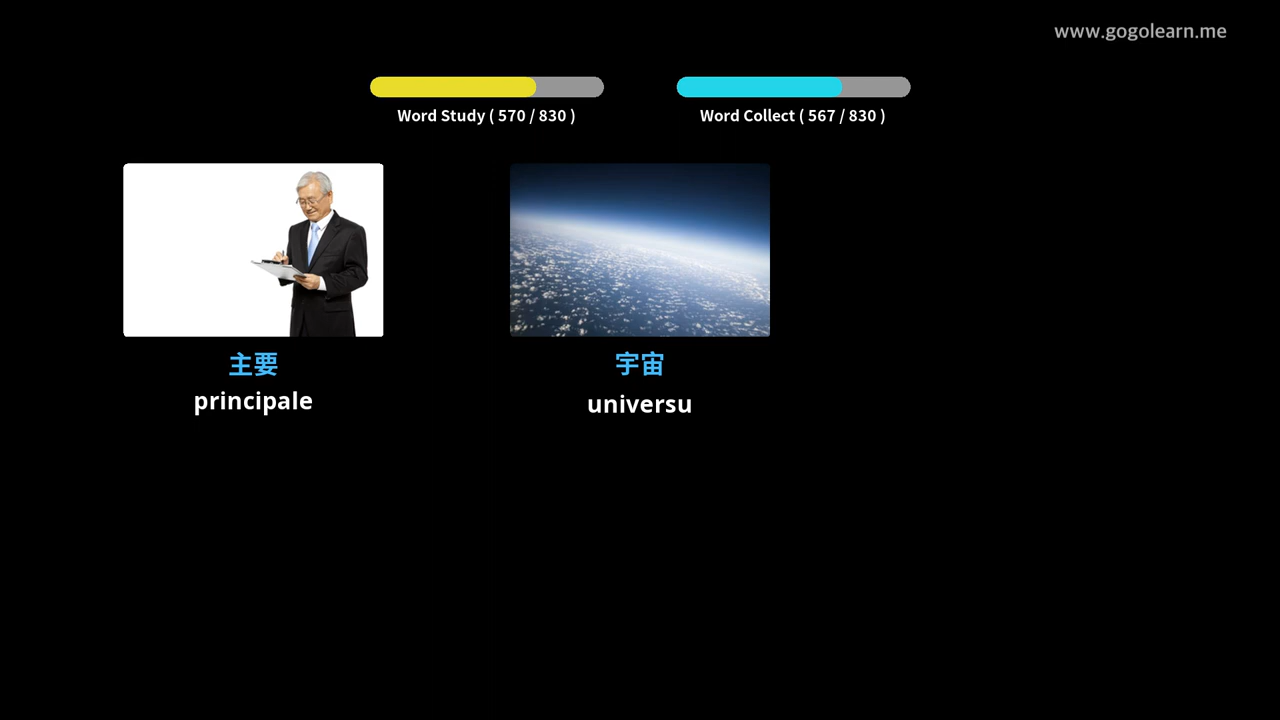 www.gogolearn.me
Word Study ( 570 / 830 )
Word Collect ( 567 / 830 )
主要
principale
宇宙
universu